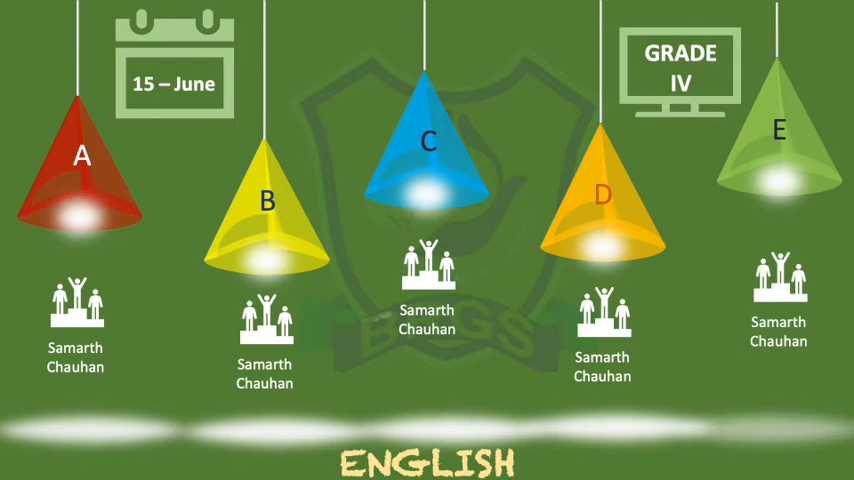 15 – June
GRADE
IV
A
B
C
D
E
Samarth
Chauhan
Samarth
Chauhan
Samarth
Chauhan
Samarth
Chauhan
Samarth
Chauhan
ENGLISH